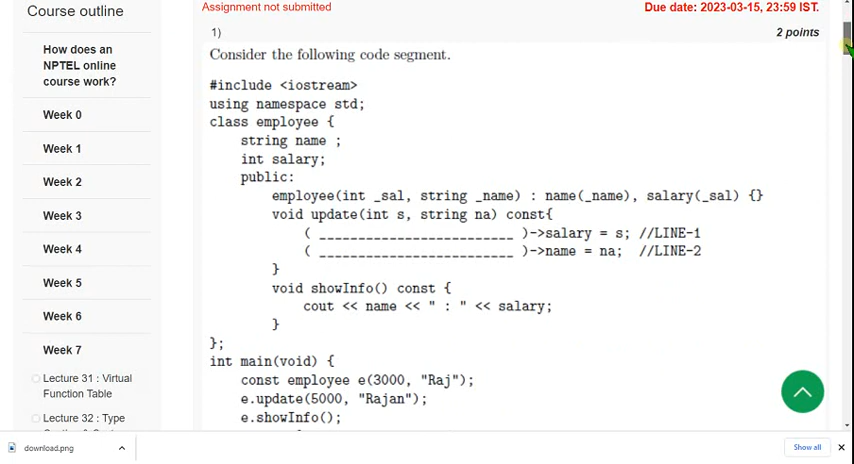 Course outline
How does an
NPTEL online
course work?
Week 0
Week 1
Week 2
Week 3
Week 4
Week 5
Week 6
Week 7
Lecture 31 : Virtual
Function Table
Lecture 32 : Type
Assignment not submitted
Due date: 2023-03-15, 23:59 IST.
1)
2 points
Consider the following code segment.
#include <iostream>
using namespace std;
class employee {
string name ;
int salary;
public:
employee(int _sal, string _name) : name(_name), salary(_sal) {}
void update(int s, string na) const{
( _________________________ )->salary = s; //LINE-1
( _________________________ )->name = na; //LINE-2
}
void showInfo() const {
cout << name << " : " << salary;
}
};
int main(void) {
const employee e(3000, "Raj");
e.update(5000, "Rajan");
e.showInfo();
download.png
Show all